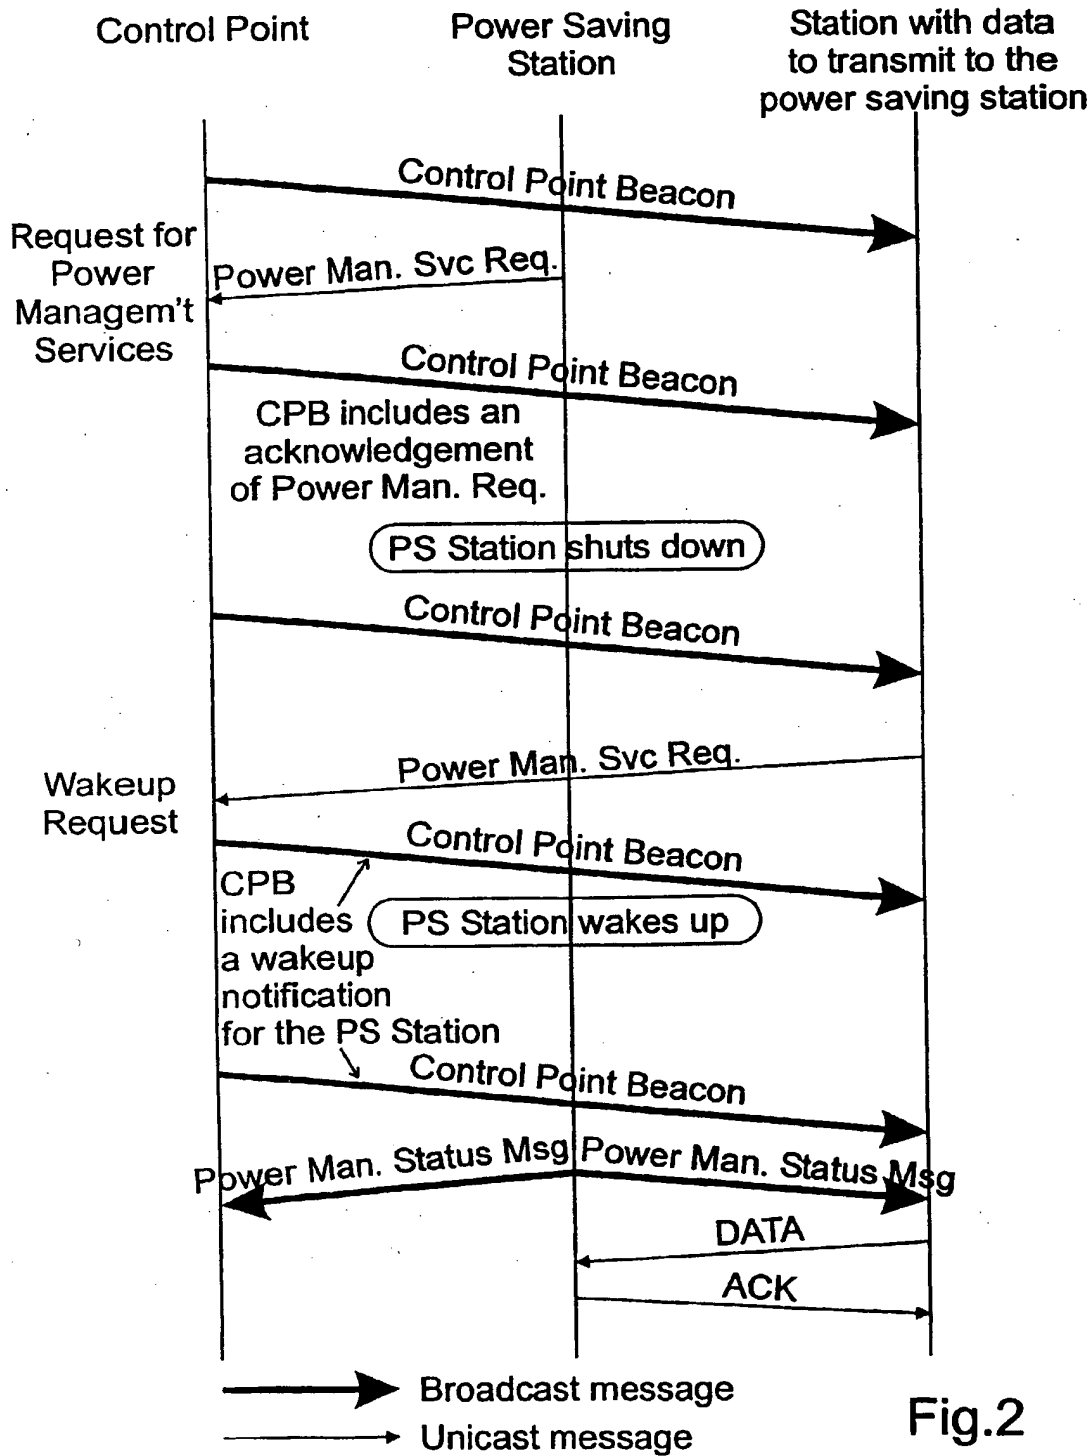 Control Point
Power Saving
Station
Station with data
to transmit to the
power saving station
Control Point Beacon
Request for
Power
Managem't
Services
Power Man. Svc Req.
Control Point Beacon
CPB includes an
acknowledgement
of Power Man. Req.
PS Station shuts down
Control Point Beacon
Power Man. Svc Req.
Wakeup
Request
Control Point Beacon
CPB
includes
a wakeup
notification
for the PS Station
PS Station wakes up
Control Point Beacon
Power Man. Status Msg
Power Man. Status Msg
DATA
ACK
Broadcast message
Unicast message
Fig.2